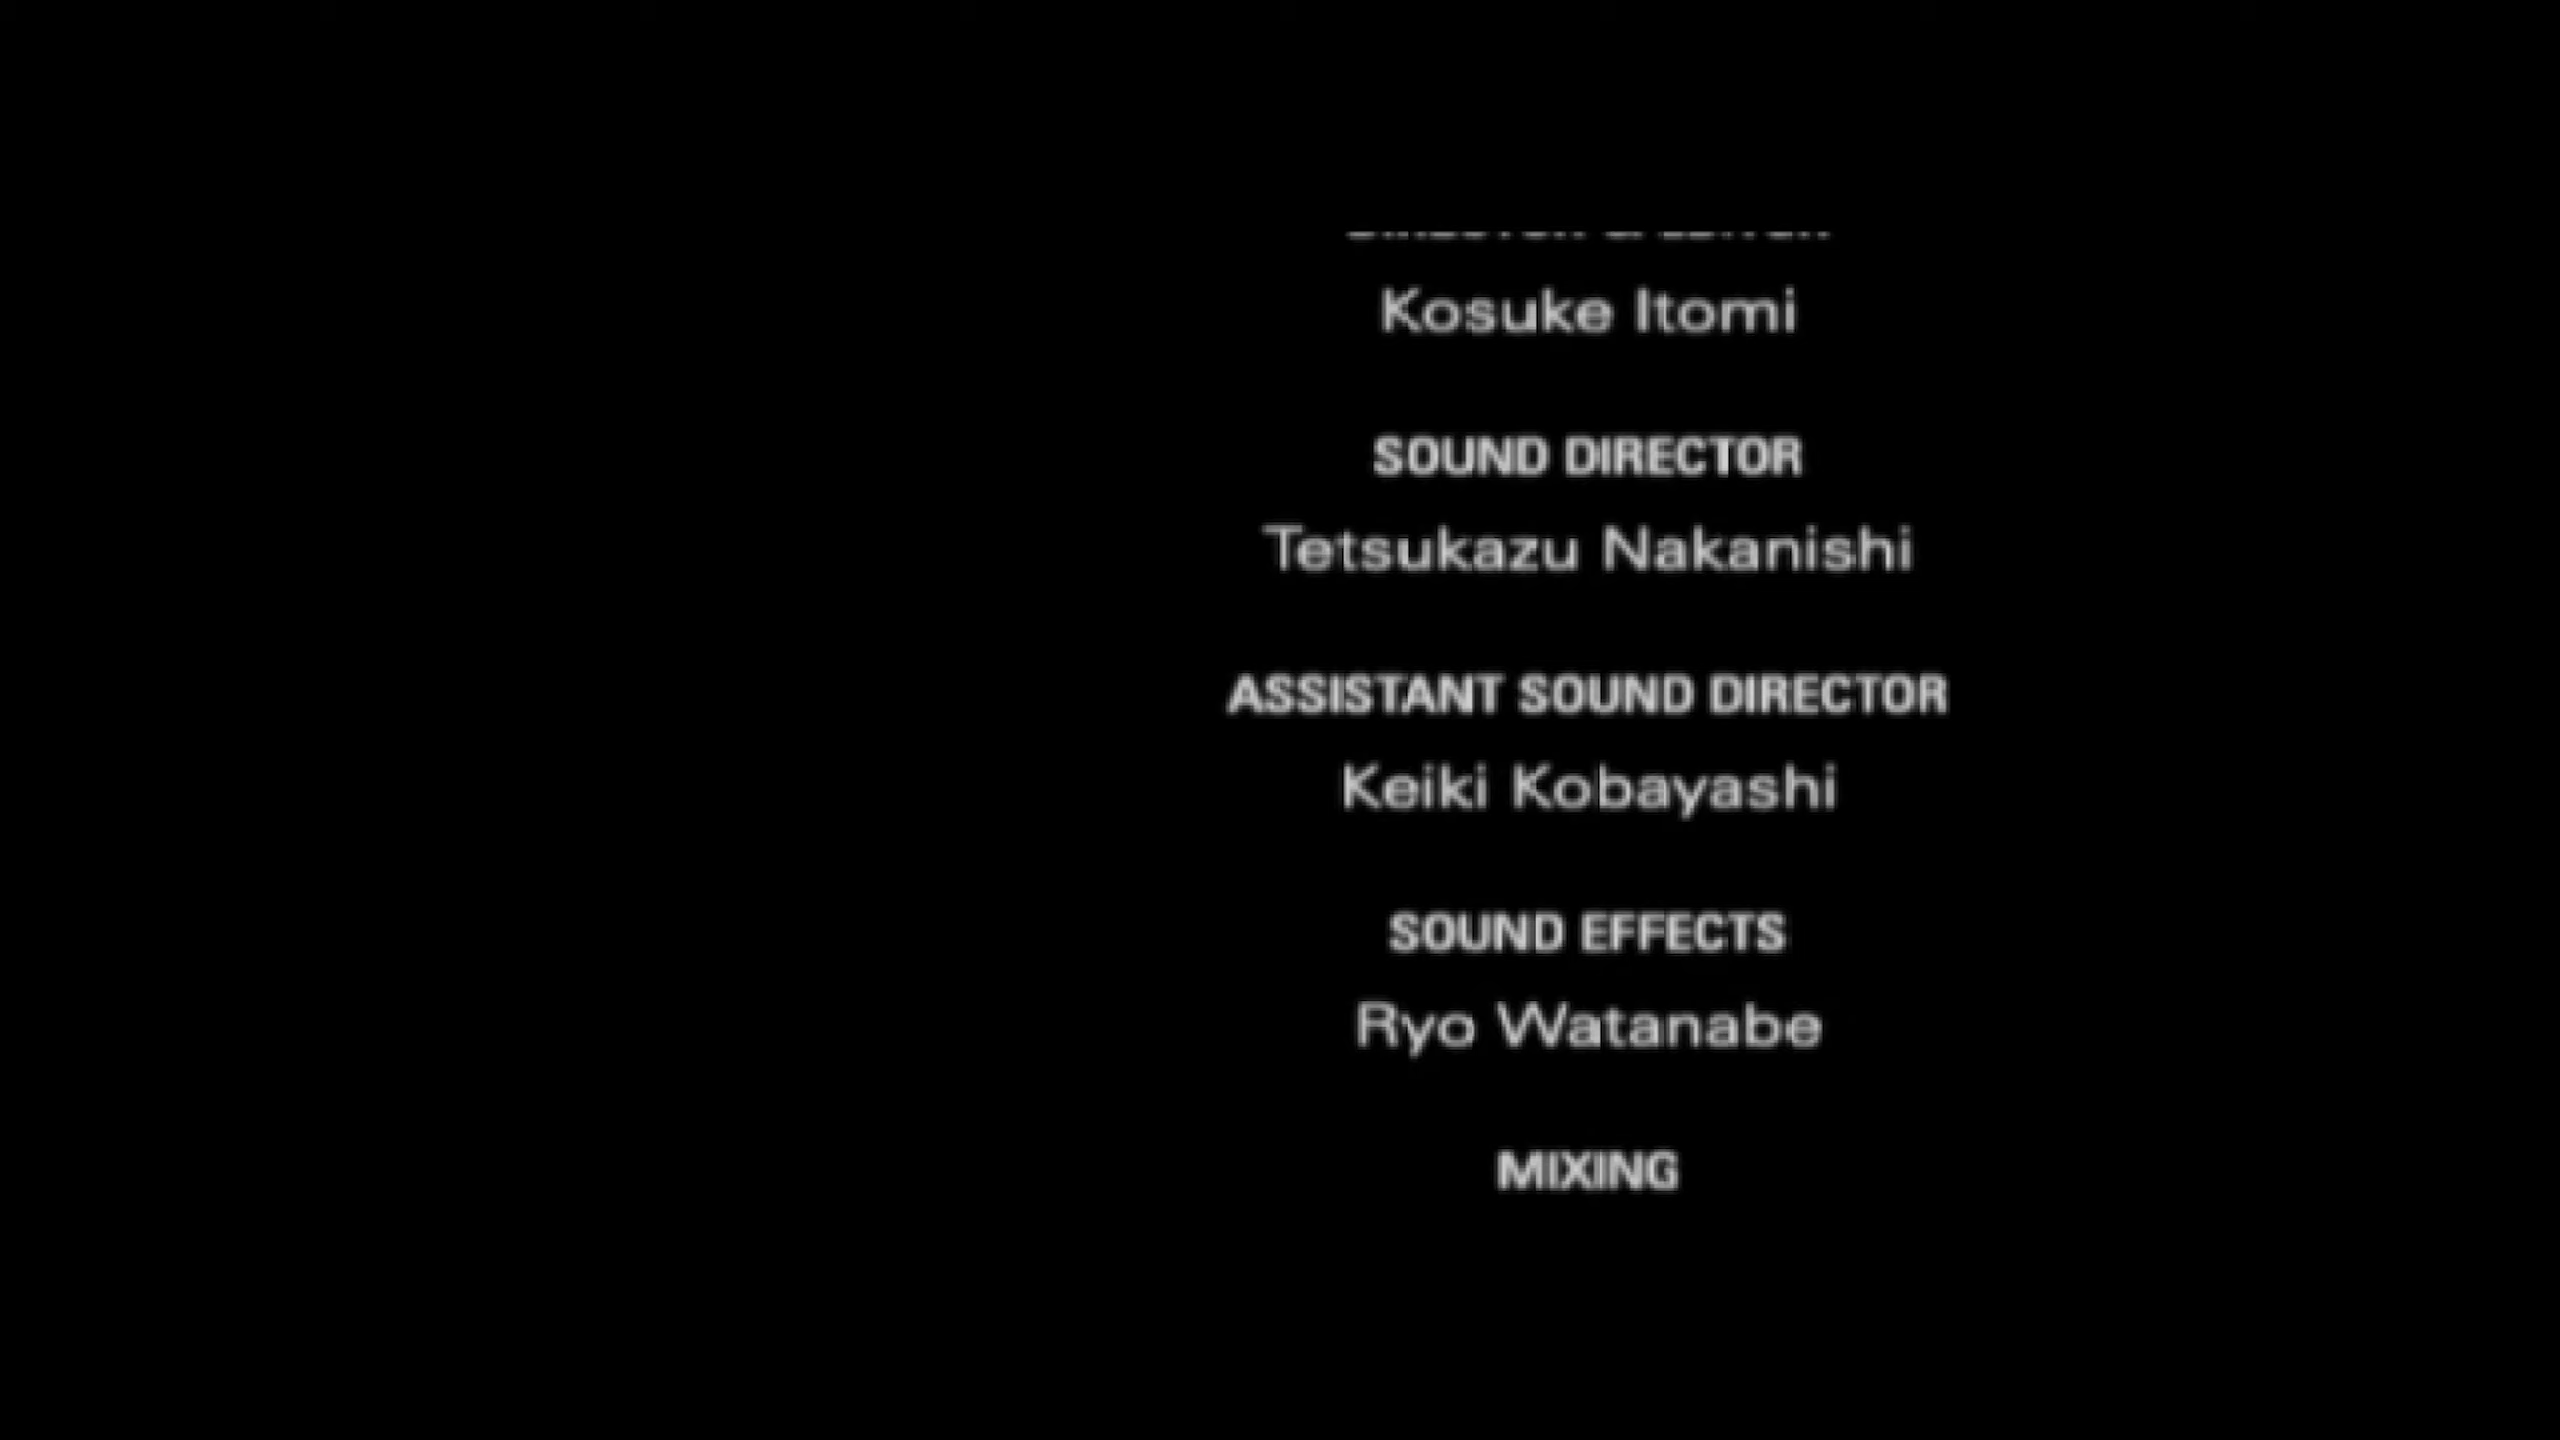 Kosuke Itomi
SOUND DIRECTOR
Tetsukazu Nakanishi
ASSISTANT SOUND DIRECTOR
Keiki Kobayashi
SOUND EFFECTS
Ryo Watanabe
MIXING